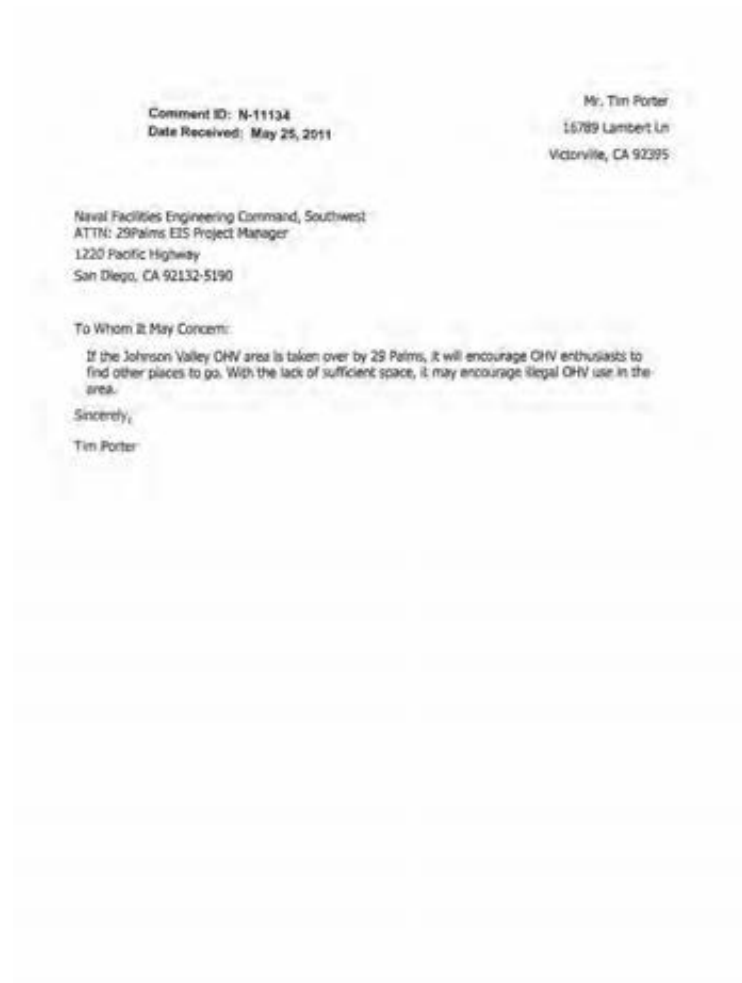 Mr. Tim Porter
Comment ID: N-11134
16789 Lambert Ln
Date Received: May 25, 2011
Victorville, CA 92395
Naval Facilities Engineering Command, Southwest
ATTN: 29Palms EIS Project Manager
1220 Pacific Highway
San Diego, CA 92132-5190
To Whom It May Concern:
If the Johnson Valley OHV area is taken over by 29 Palms, it will encourage OHV enthusiasts to
find other places to go. With the lack of sufficient space, it may encourage illegal OHV use in the
area.
Sincerely,
Tim Porter